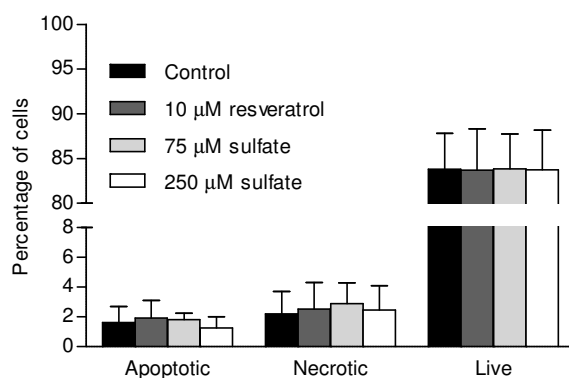 Percentage of cells
100
95
90
85
80
8
6
4
2
0
Control
10 μM resveratrol
75 μM sulfate
250 μM sulfate
Apoptotic
Necrotic
Live